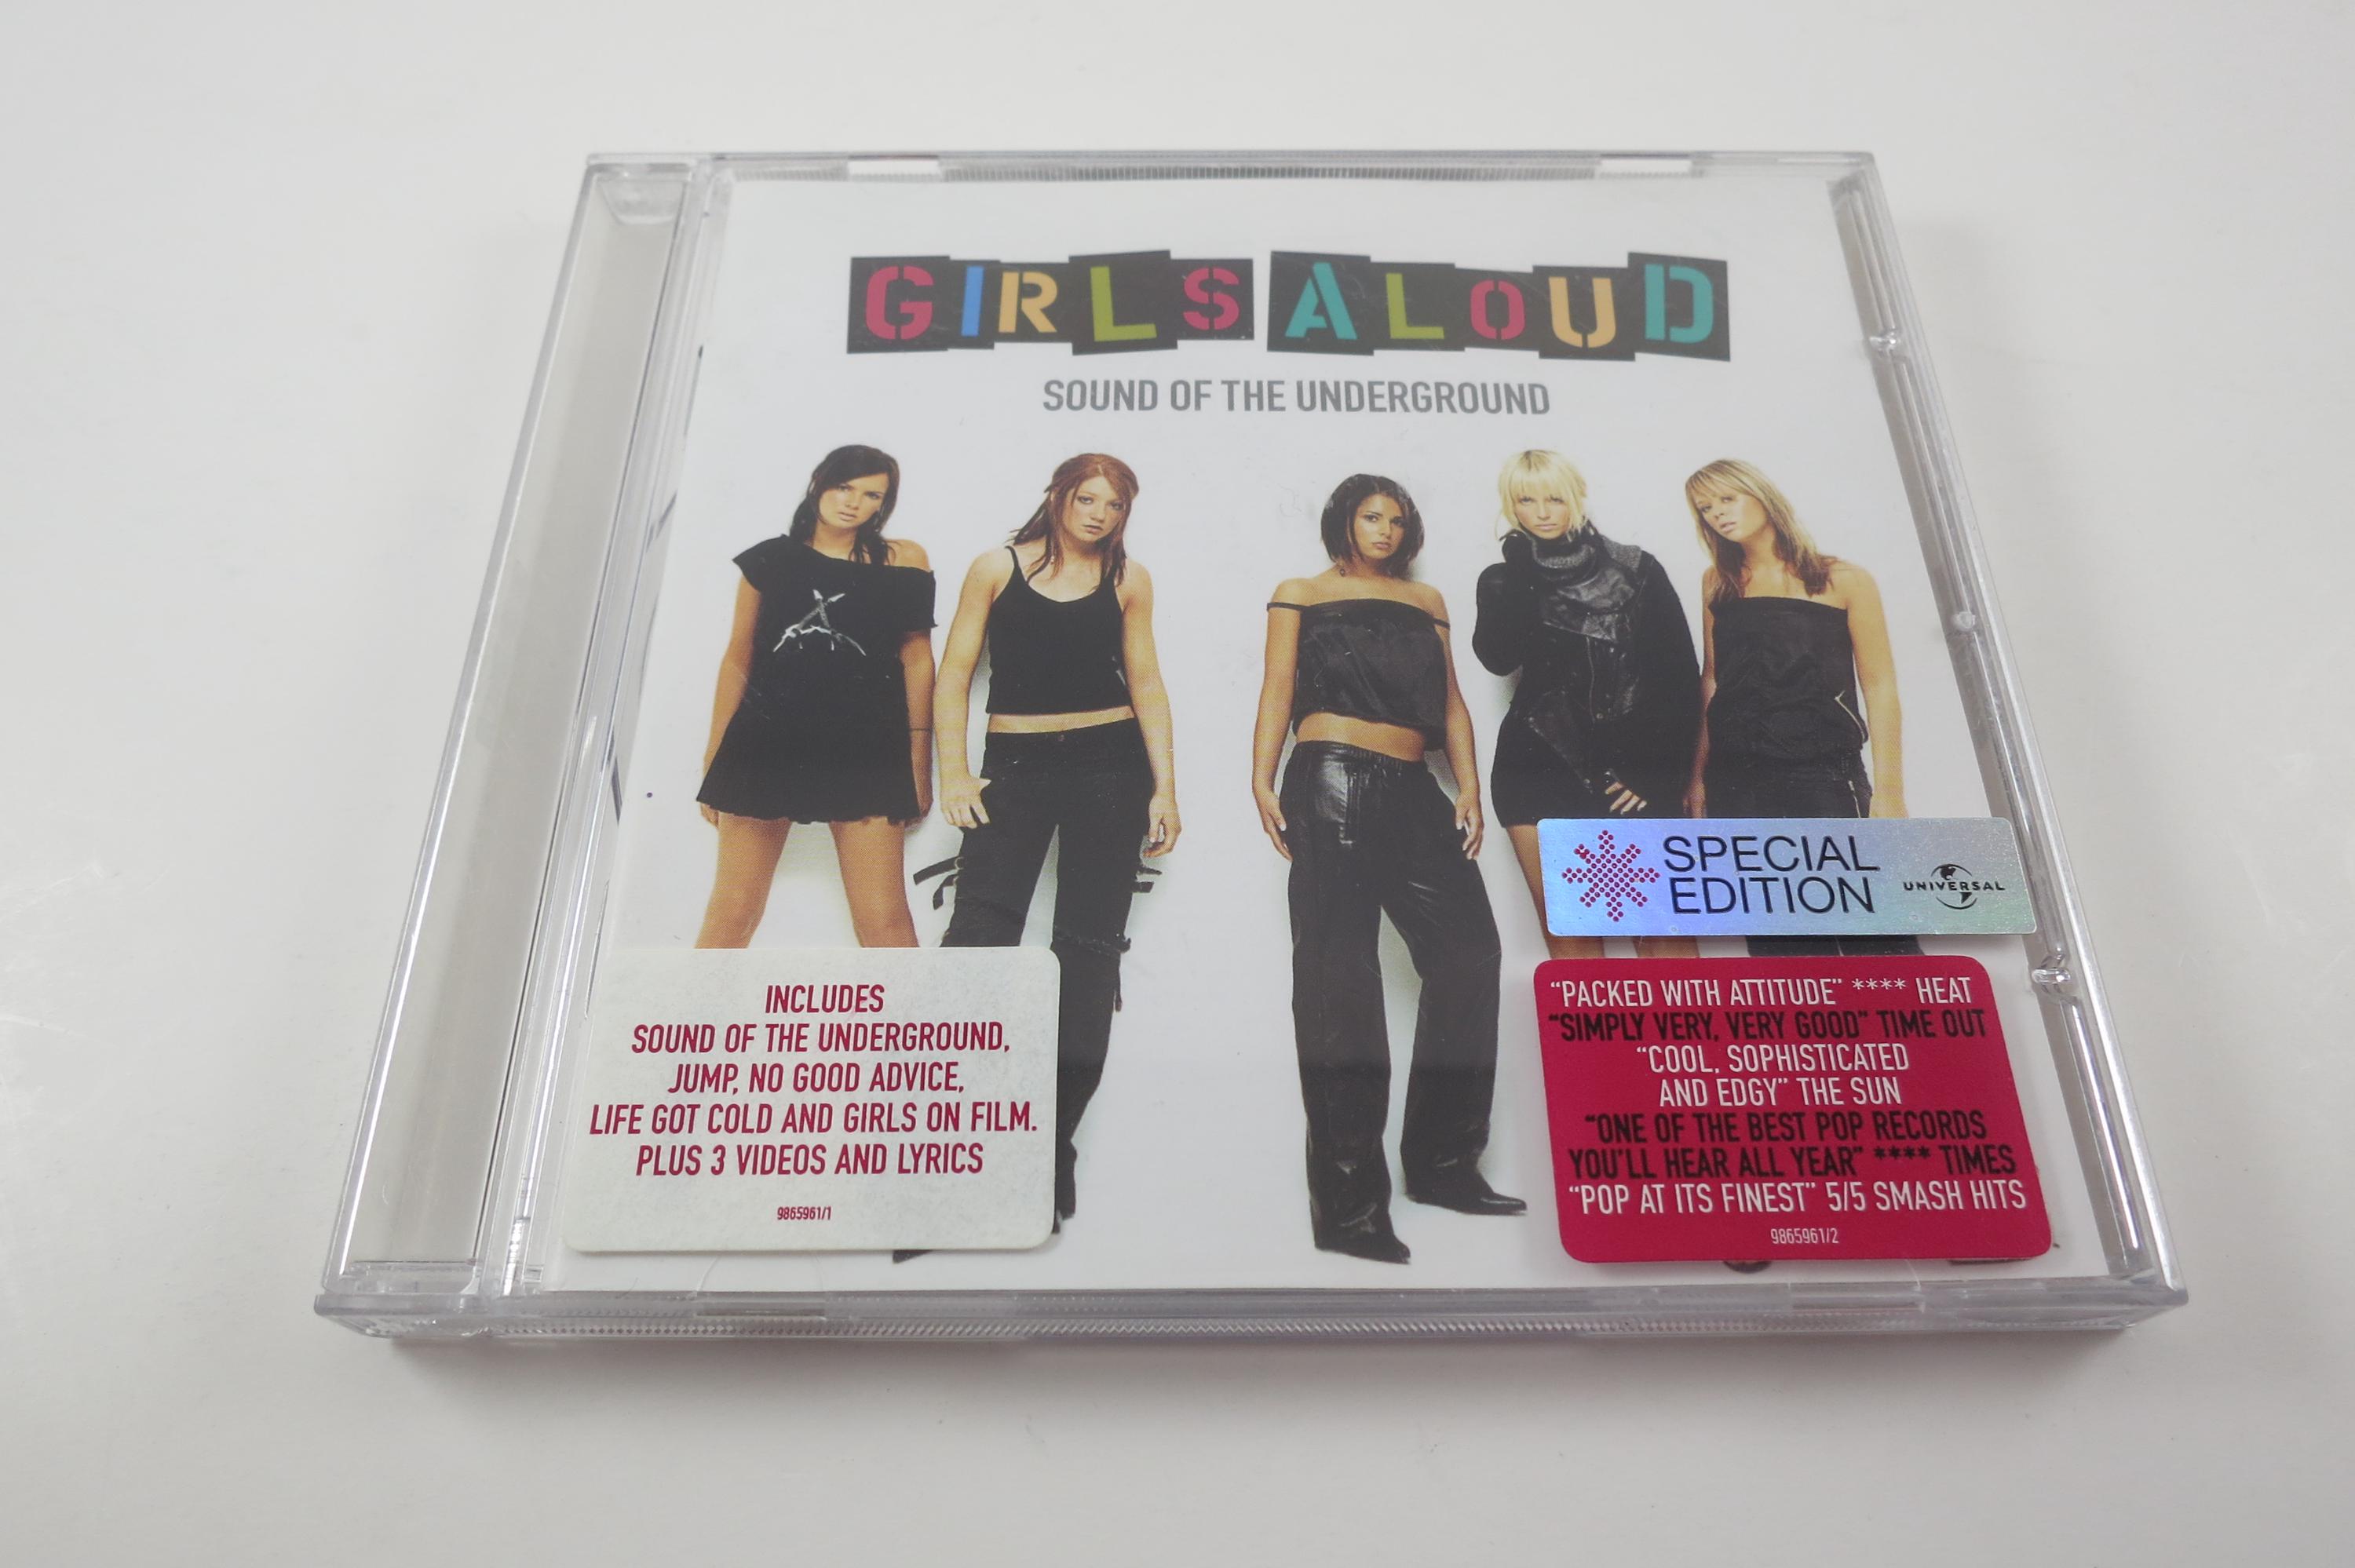 GIRLS ALOUD
SOUND OF THE UNDERGROUND
SPECIAL
EDITION
UNIVERSAL
INCLUDES
SOUND OF THE UNDERGROUND,
JUMP, NO GOOD ADVICE,
LIFE GOT COLD AND GIRLS ON FILM.
PLUS 3 VIDEOS AND LYRICS
9865961/1
“PACKED WITH ATTITUDE” **** HEAT
“SIMPLY VERY, VERY GOOD” TIME OUT
“COOL, SOPHISTICATED
AND EDGY” THE SUN
“ONE OF THE BEST POP RECORDS
YOU’LL HEAR ALL YEAR” **** TIMES
“POP AT ITS FINEST” 5/5 SMASH HITS
9865961/2